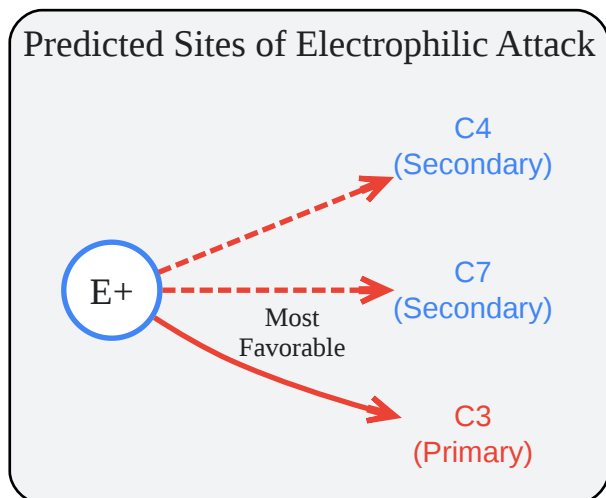 Predicted Sites of Electrophilic Attack
C4
(Secondary)
E+
C7
(Secondary)
Most
Favorable
C3
(Primary)